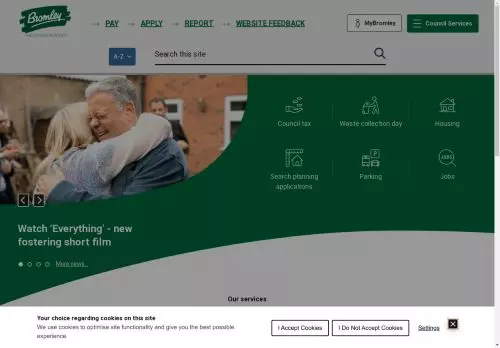 Bromley
PAY
APPLY
REPORT
WEBSITE FEEDBACK
MyBromley
Council Services
A-Z
Search this site
Council tax
Waste collection day
Housing
Search planning
applications
Parking
JOBS
Jobs
Watch 'Everything' - new
fostering short film
More news..
Our services
Your choice regarding cookies on this site
We use cookies to optimise site functionality and give you the best possible
experience
I Accept Cookies
I Do Not Accept Cookies
Settings